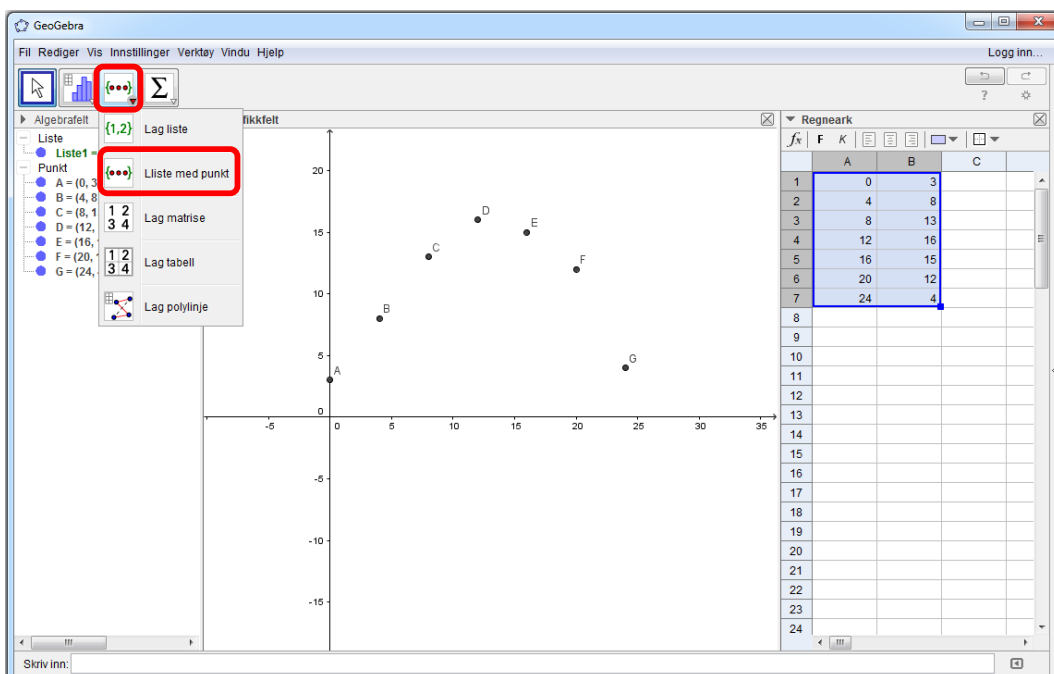 GeoGebra
Fil Rediger Vis Innstillinger Verktøy Vindu Hjelp
Logg inn...
{1,2} Lag liste
Lliste med punkt
1 2
3 4
Lag matrise
1 2
3 4
Lag tabell
Lag polylinje
Algebrafelt
Liste
Liste1 =
Punkt
A = (0, 3
B = (4, 8
C = (8, 1
D = (12,
E = (16,
F = (20,
G = (24,
fikkfelt
20
15
10
5
0
-5
-10
-15
-5 0 5 10 15 20 25 30 35
A
B
C
D
E
F
G
Regneark
fx F K
A B C
1 0 3
2 4 8
3 8 13
4 12 16
5 16 15
6 20 12
7 24 4
8
9
10
11
12
13
14
15
16
17
18
19
20
21
22
23
24
Skriv inn: